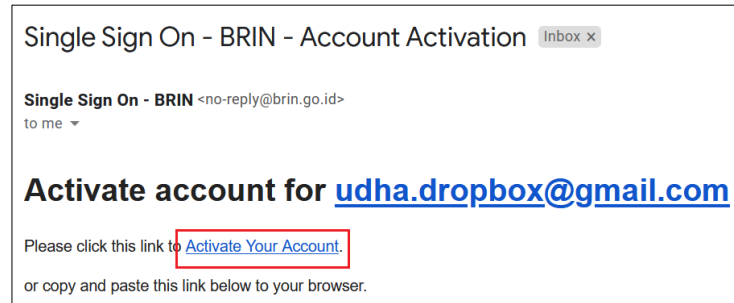 Single Sign On - BRIN - Account Activation Inbox x
Single Sign On - BRIN <no-reply@brin.go.id>
to me
Activate account for udha.dropbox@gmail.com
Please click this link to Activate Your Account.
or copy and paste this link below to your browser.